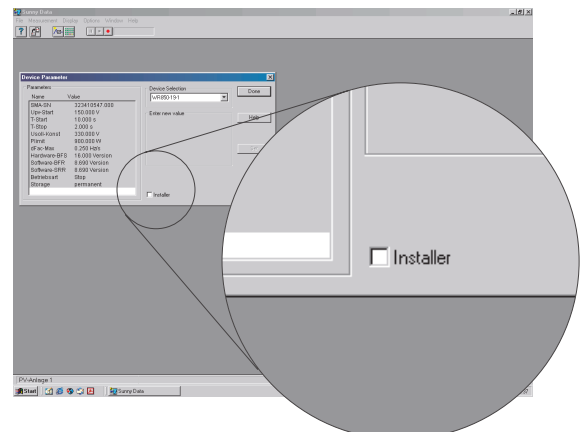 Sunny Data
File Measurement Display Options Window Help
Device Parameter
Parameters
Name Value
SMA-SN 323410547.000
Upv-Start 150.000 V
T-Start 10.000 s
T-Stop 2.000 s
Usoll-Konst 330.000 V
Plimit 900.000 W
dFac-Max 0.250 Hz/s
Hardware-BFS 16.000 Version
Software-BFR 8.690 Version
Software-SRR 8.690 Version
Betriebsart Stop
Storage permanent
Device Selection
WR850-19:1
Enter new value :
Done
Help
Installer
Installer
PV-Anlage 1
Start
Sunny Data